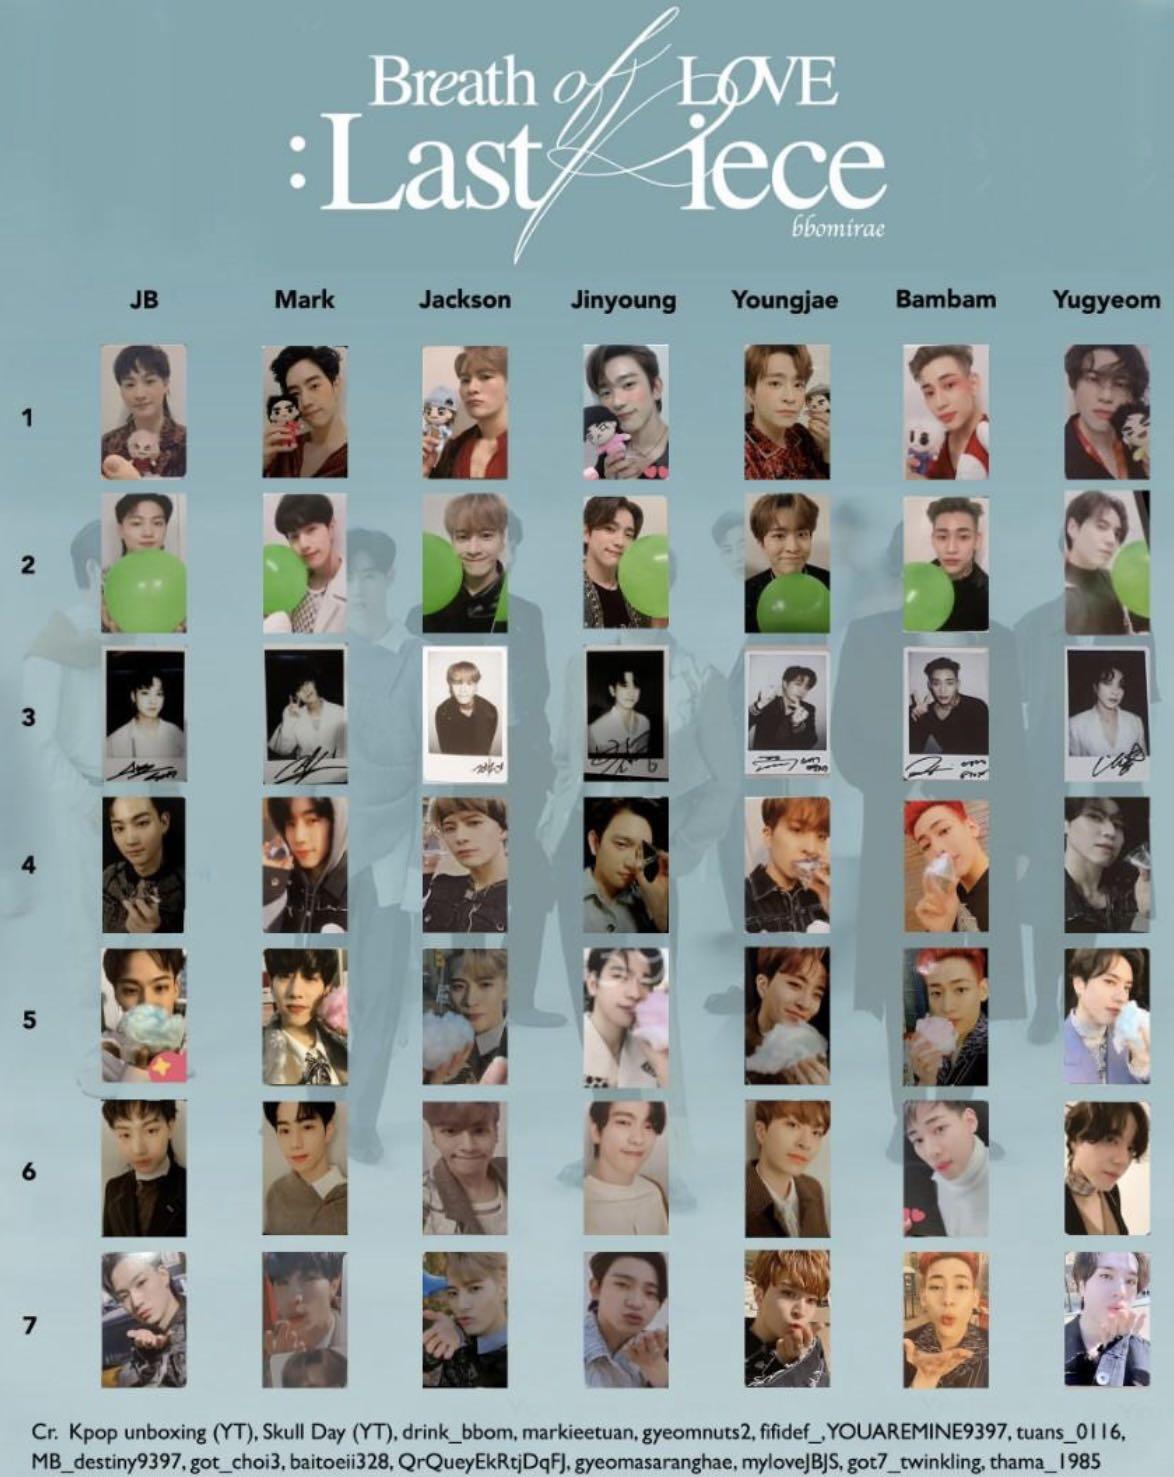 Breath of LOVE
:Last Piece
bbomirae
JB Mark Jackson Jinyoung Youngjae Bambam Yugyeom
1
2
3
4
5
6
7
Cr. Kpop unboxing (YT), Skull Day (YT), drink_bbom, markieetuan, gyeomnuts2, fifidef_,YOUAREMINE9397, tuans_0116,
MB_destiny9397, got_choi3, baitoeii328, QrQueyEkRtjDqFJ, gyeomasaranghae, myloveJBJS, got7_twinkling, thama_1985